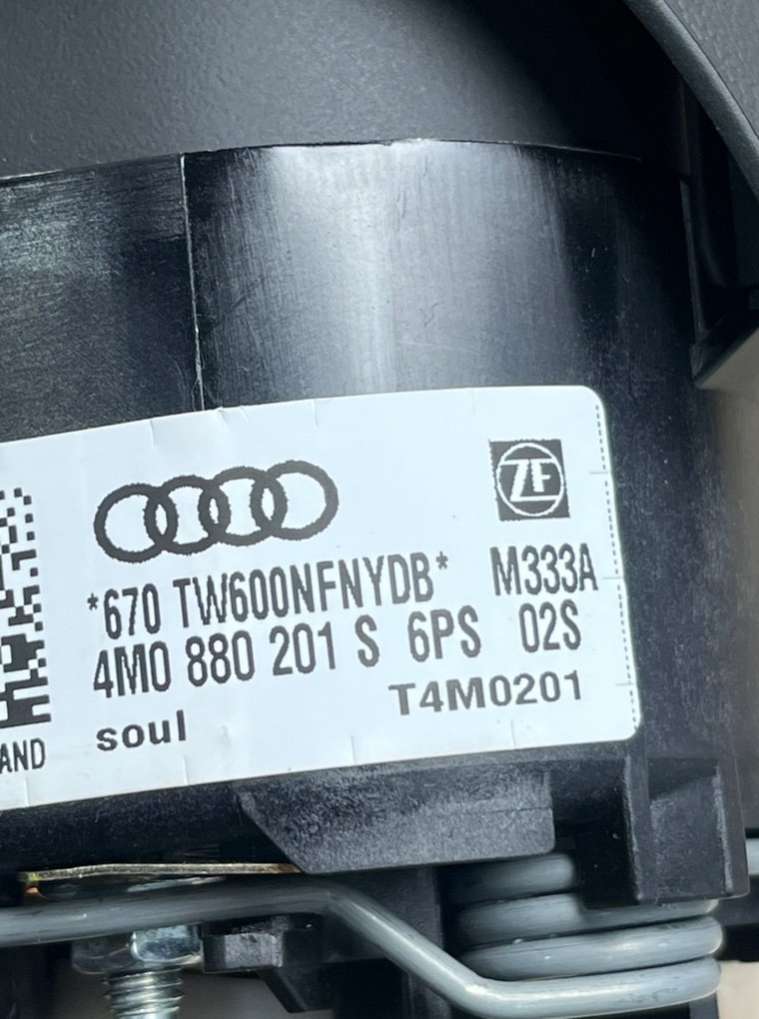 ZF
*670 TW600NFNYDB* M333A
4M0 880 201 S 6PS 02S
soul T4M0201
AND